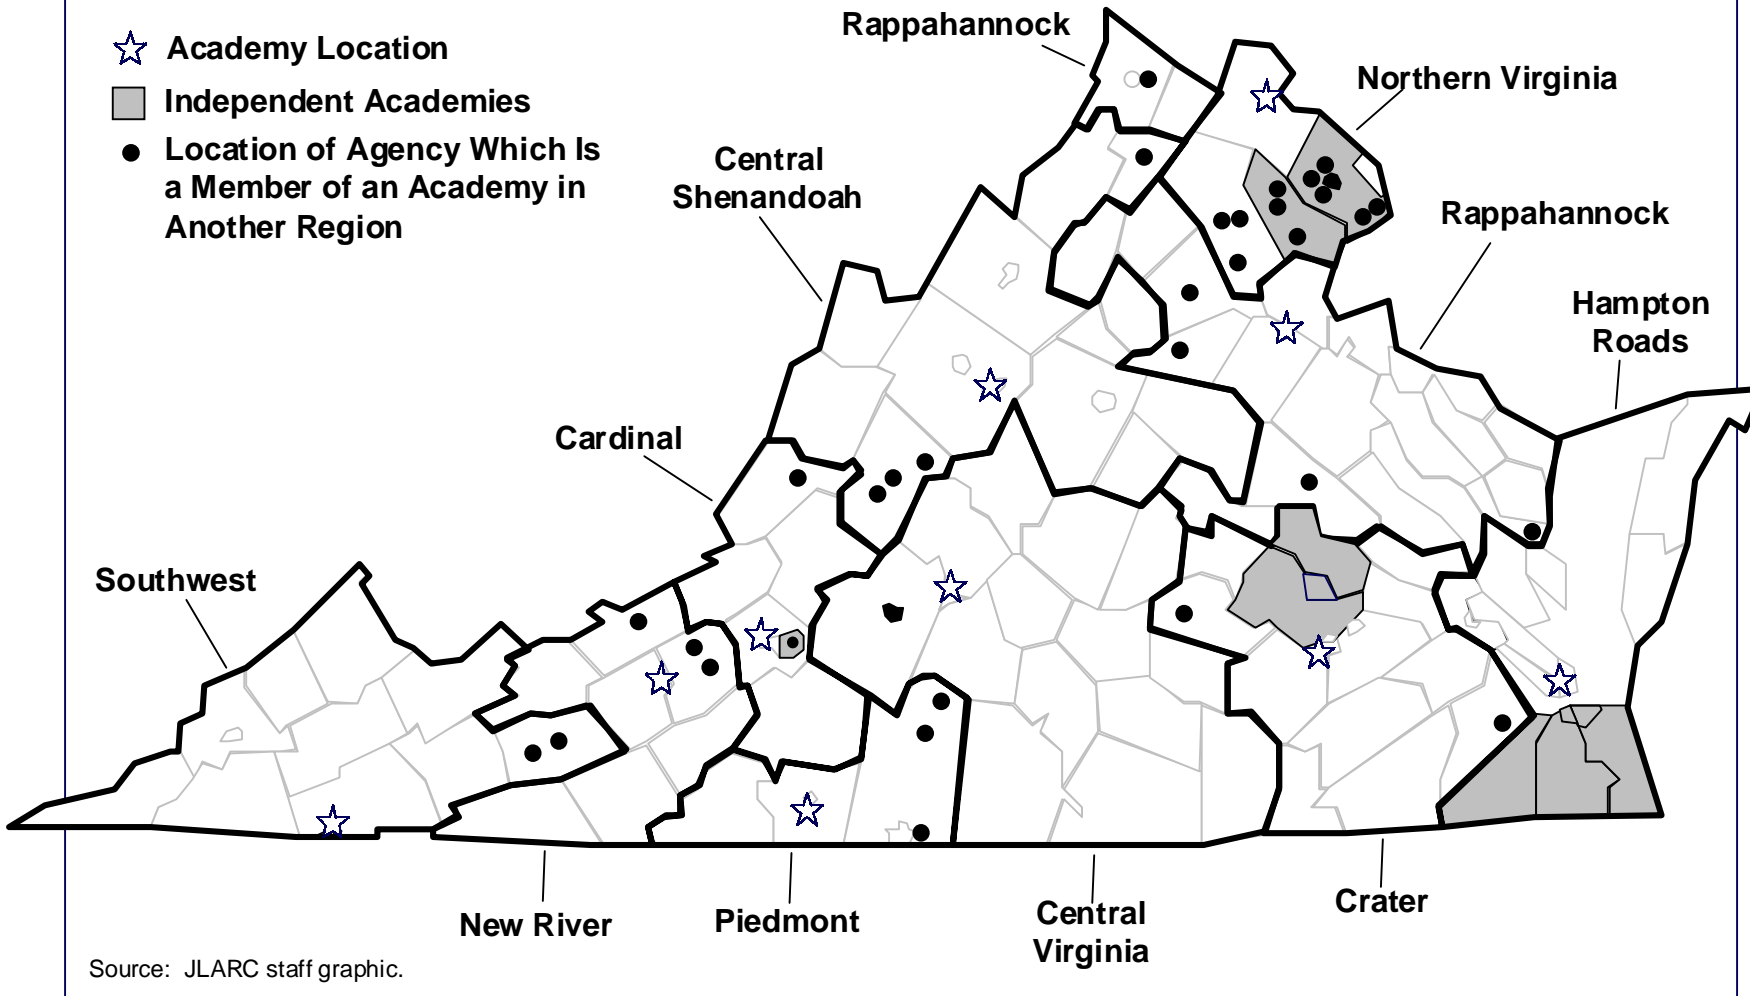 Academy Location
Independent Academies
Location of Agency Which Is
a Member of an Academy in
Another Region
Rappahannock
Northern Virginia
Central
Shenandoah
Rappahannock
Hampton
Roads
Cardinal
Southwest
New River
Piedmont
Central
Virginia
Crater
Source: JLARC staff graphic.